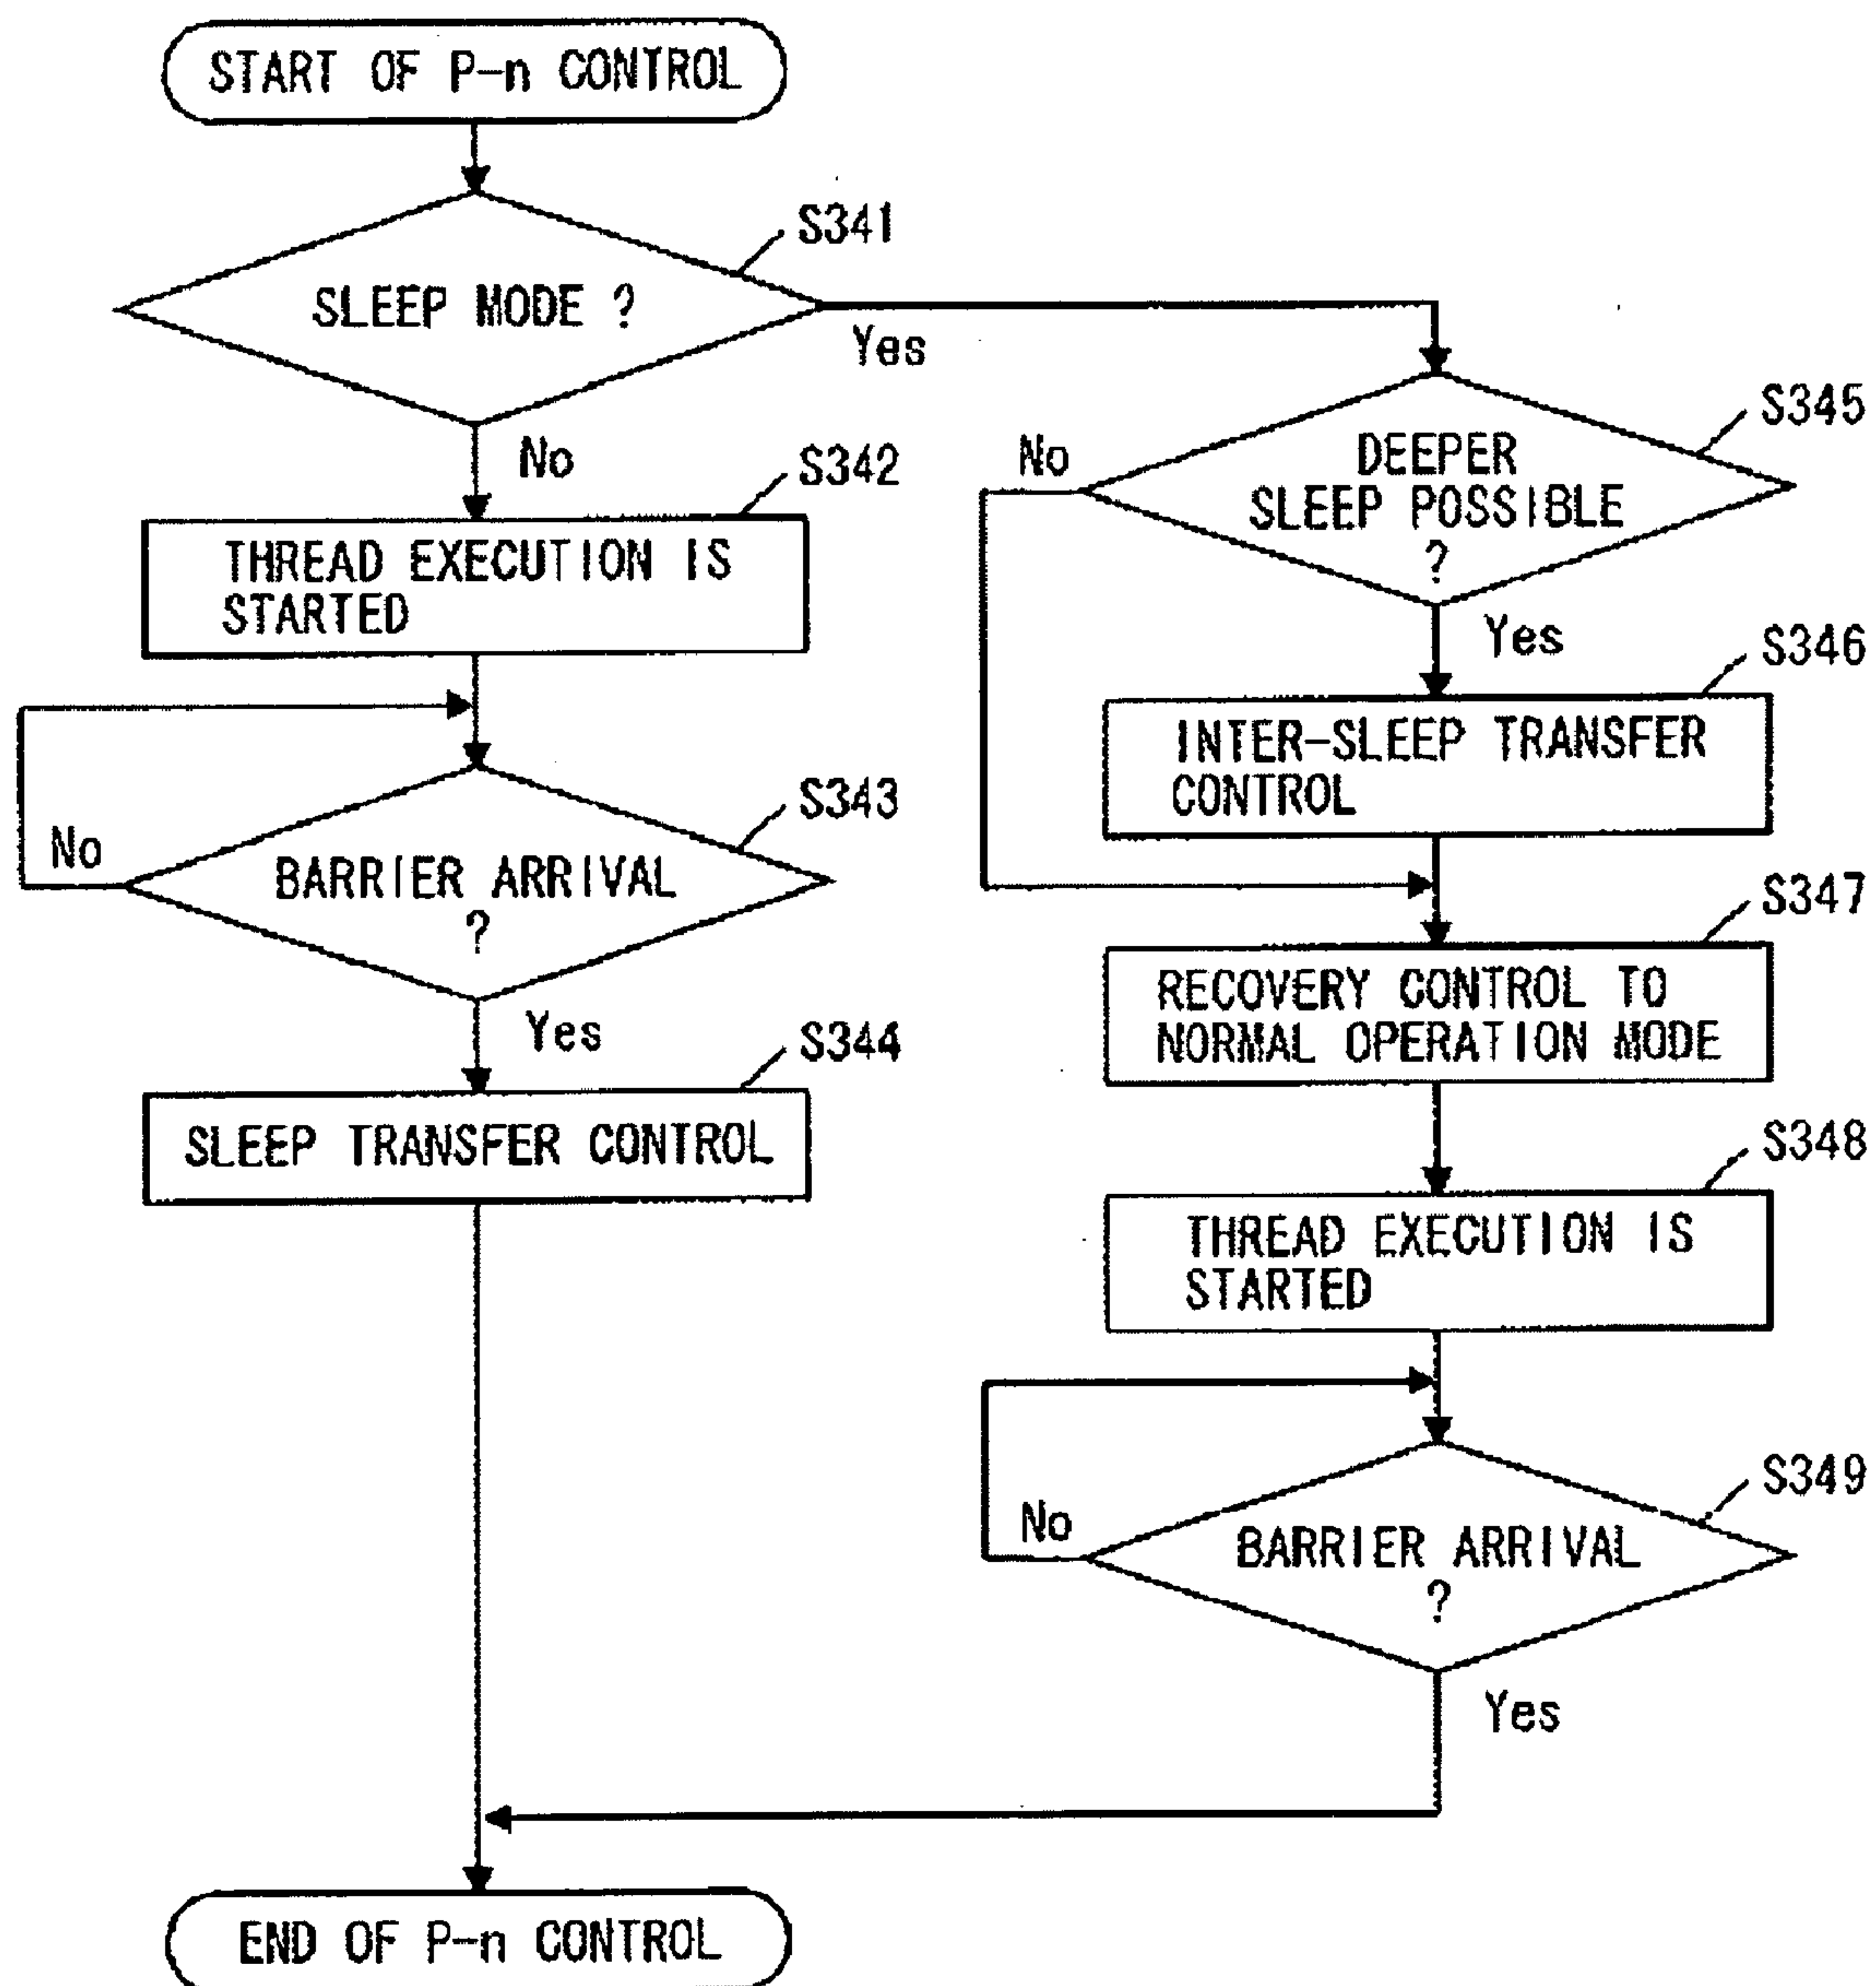 START OF P-n CONTROL
S341
SLEEP MODE ?
Yes
No
S342
THREAD EXECUTION IS
STARTED
S343
No
BARRIER ARRIVAL
?
Yes
S344
SLEEP TRANSFER CONTROL
S345
No
DEEPER
SLEEP POSSIBLE
?
Yes
S346
INTER-SLEEP TRANSFER
CONTROL
S347
RECOVERY CONTROL TO
NORMAL OPERATION MODE
S348
THREAD EXECUTION IS
STARTED
S349
No
BARRIER ARRIVAL
?
Yes
END OF P-n CONTROL